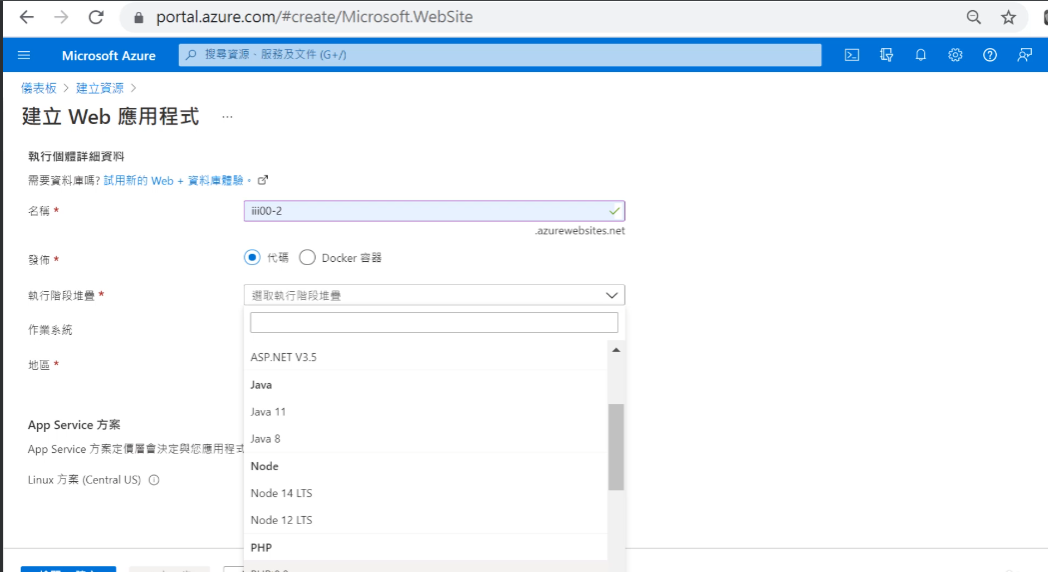 portal.azure.com/#create/Microsoft.WebSite
Microsoft Azure 搜尋資源、服務及文件 (G+/)
儀表板 > 建立資源 >
建立 Web 應用程式 ...
執行個體詳細資料
需要資料庫嗎? 試用新的 Web + 資料庫體驗。
名稱 * iii00-2
.azurewebsites.net
發佈 * 代碼 Docker 容器
執行階段堆疊 * 選取執行階段堆疊
作業系統
ASP.NET V3.5
地區 *
Java
Java 11
App Service 方案
Java 8
App Service 方案定價層會決定與您應用程式
Node
Linux 方案 (Central US)
Node 14 LTS
Node 12 LTS
PHP